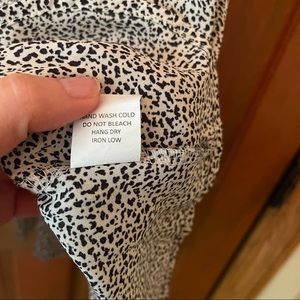 HAND WASH COLD
DO NOT BLEACH
HANG DRY
IRON LOW